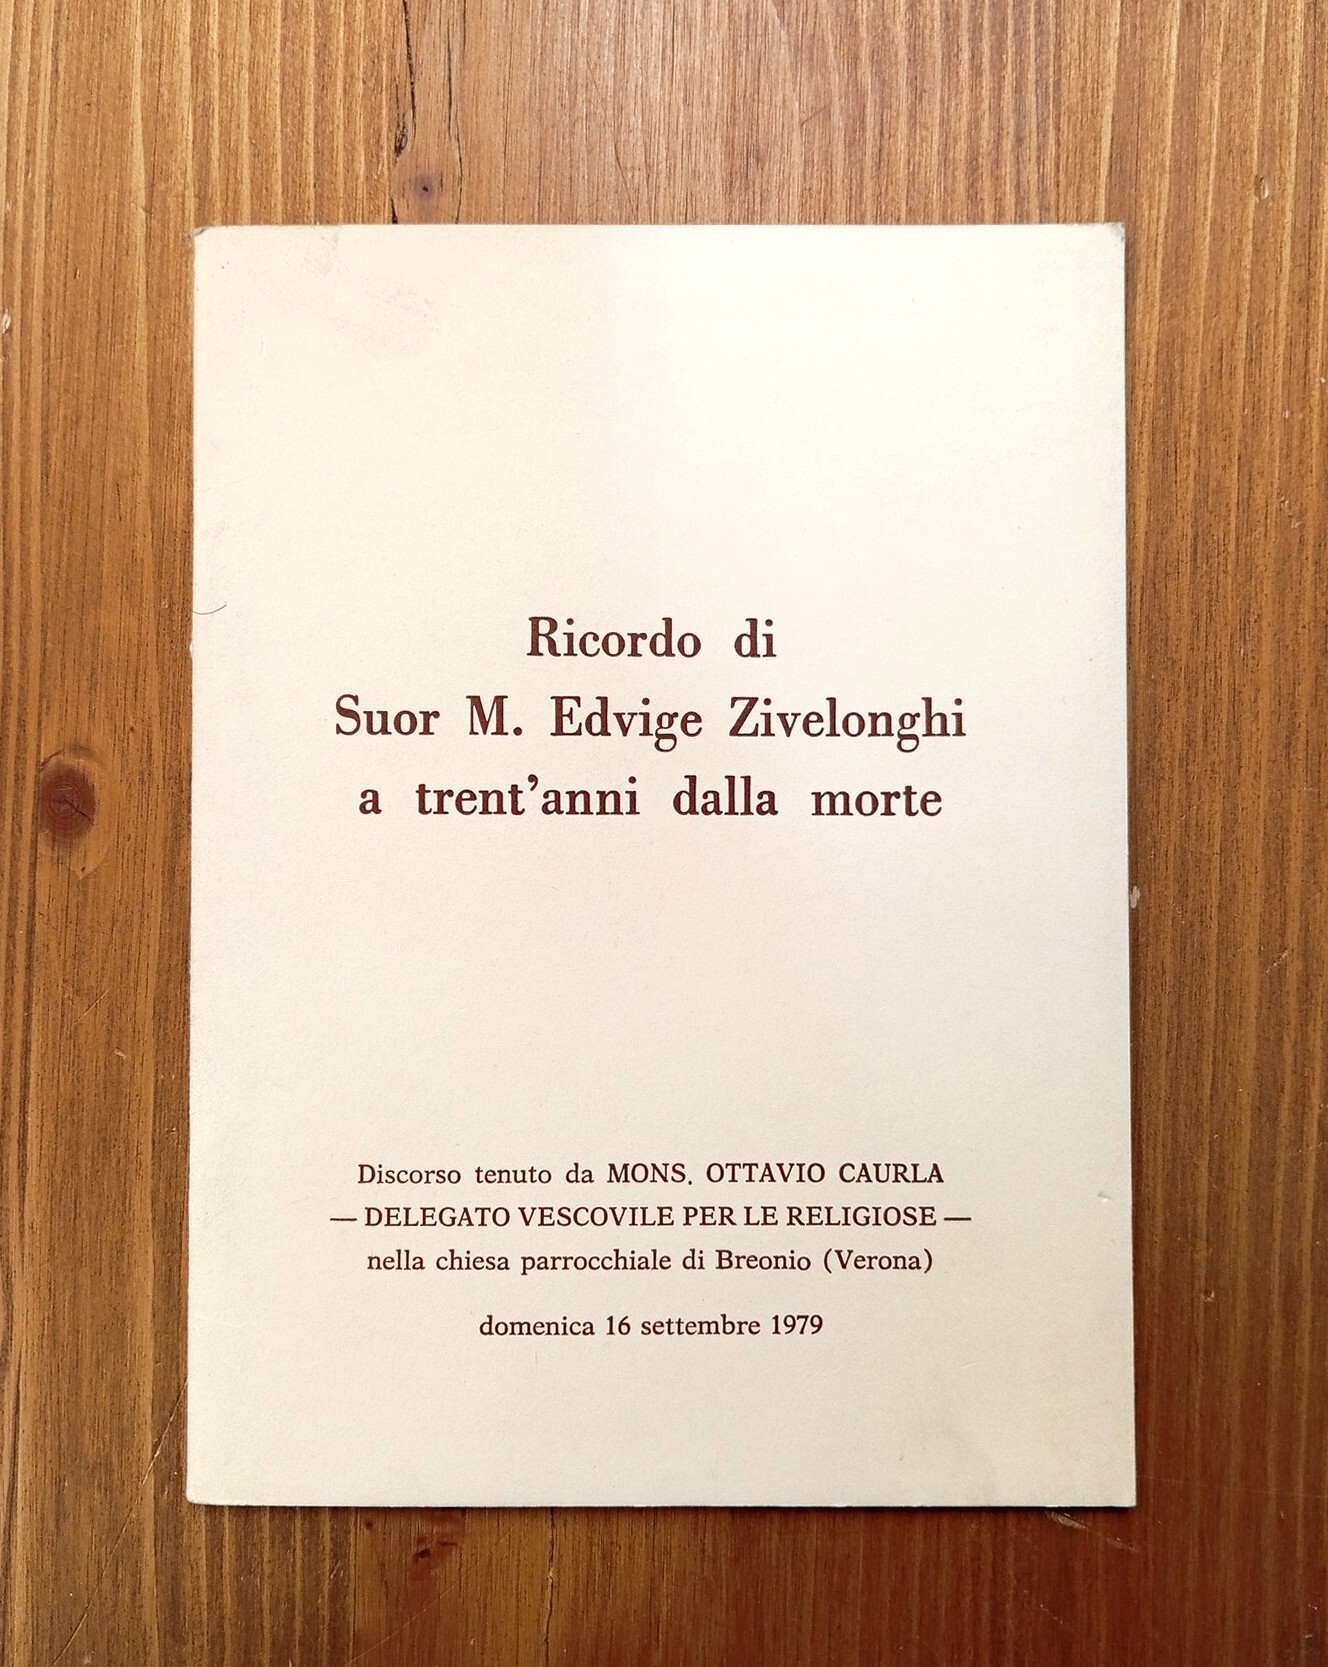 Ricordo di
Suor M. Edvige Zivelonghi
a trent’anni dalla morte
Discorso tenuto da MONS. OTTAVIO CAURLA
— DELEGATO VESCOVILE PER LE RELIGIOSE —
nella chiesa parrocchiale di Breonio (Verona)
domenica 16 settembre 1979